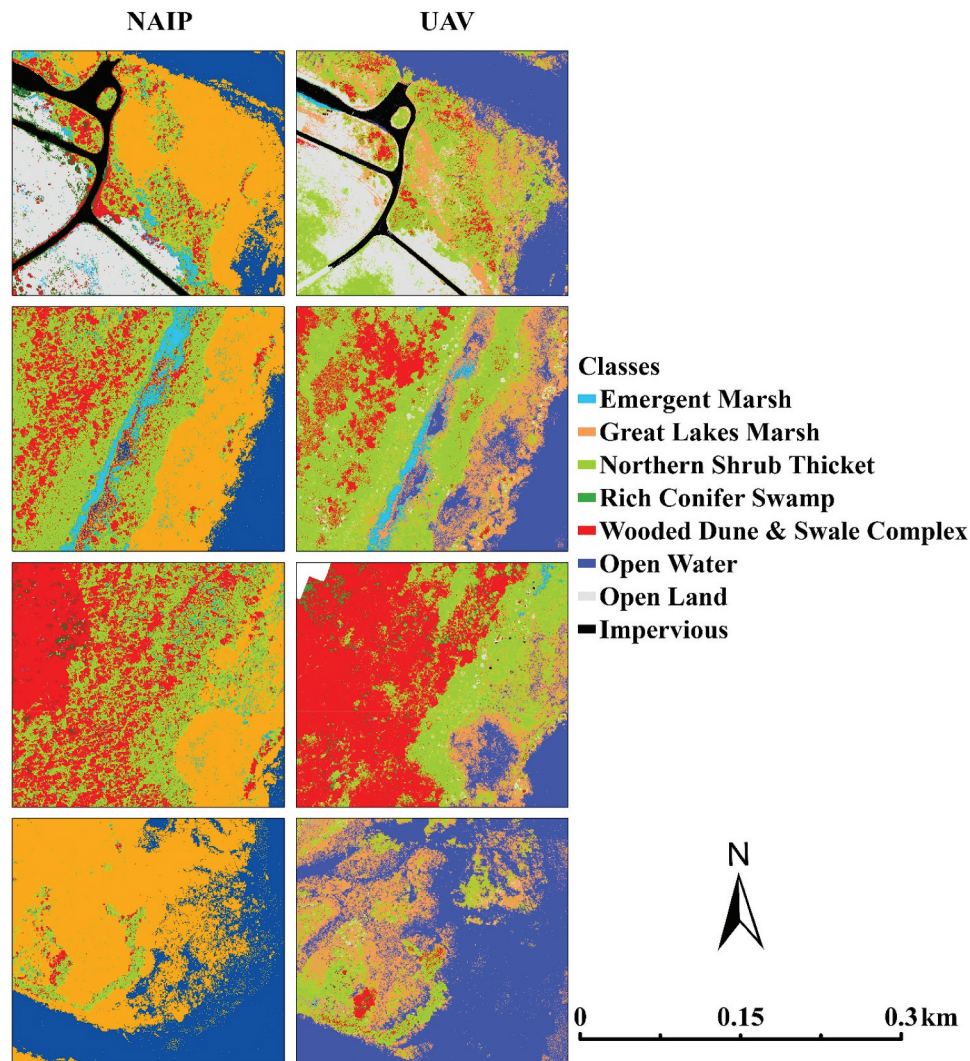 NAIP
UAV
Classes
Emergent Marsh
Great Lakes Marsh
Northern Shrub Thicket
Rich Conifer Swamp
Wooded Dune & Swale Complex
Open Water
Open Land
Impervious
N
0 0.15 0.3 km